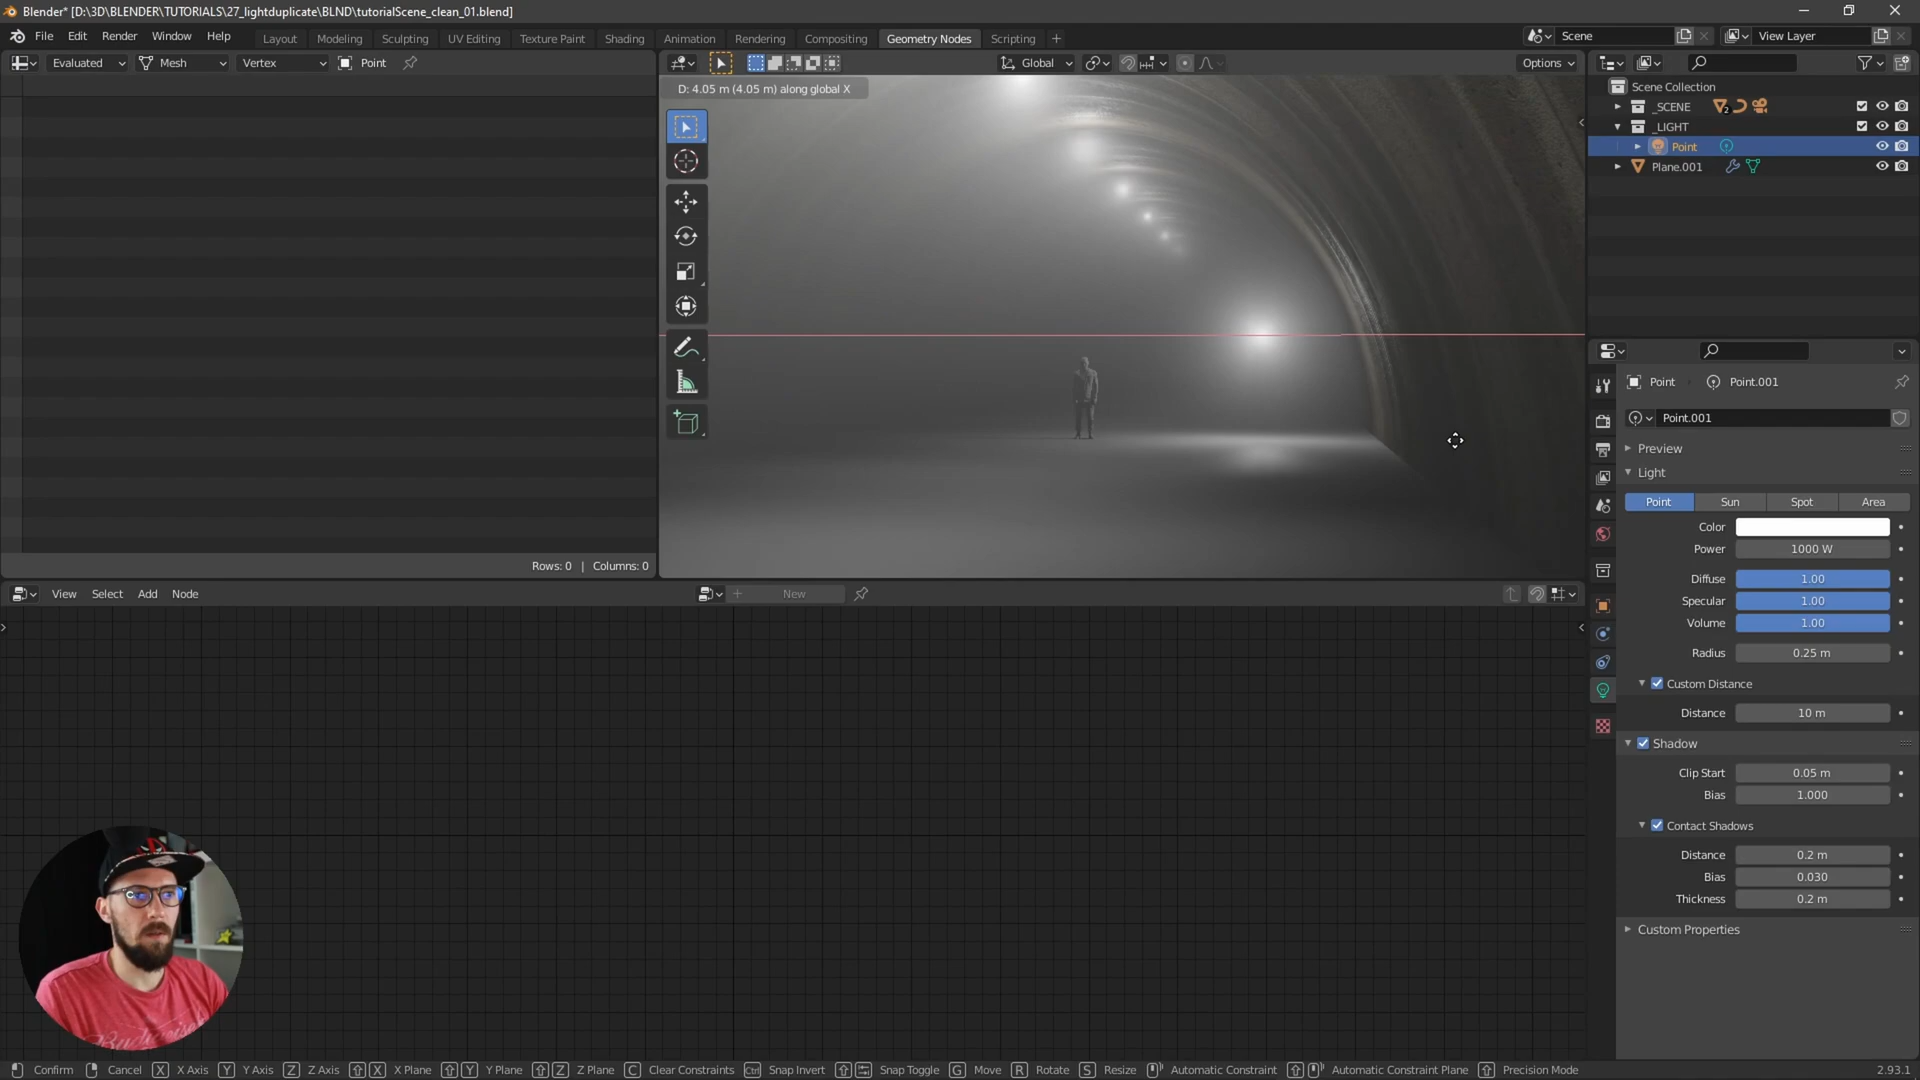 Blender* [D:\3D\BLENDER\TUTORIALS\27_lightduplicate\BLND\tutorialScene_clean_01.blend]
File Edit Render Window Help Layout Modeling Sculpting UV Editing Texture Paint Shading Animation Rendering Compositing Geometry Nodes Scripting + Scene View Layer
Evaluated Mesh Vertex Point Global Options
D: 4.05 m (4.05 m) along global X
Scene Collection
_SCENE 2
_LIGHT
Point
Plane.001
Point Point.001
Point.001
Preview
Light
Point Sun Spot Area
Color
Power 1000 W
Diffuse 1.00
Specular 1.00
Volume 1.00
Radius 0.25 m
Custom Distance
Distance 10 m
Shadow
Clip Start 0.05 m
Bias 1.000
Contact Shadows
Distance 0.2 m
Bias 0.030
Thickness 0.2 m
Custom Properties
Rows: 0 | Columns: 0
View Select Add Node New
Confirm Cancel X X Axis Y Y Axis Z Z Axis X X Plane Y Y Plane Z Z Plane C Clear Constraints Ctrl Snap Invert Snap Toggle G Move R Rotate S Resize Automatic Constraint Automatic Constraint Plane Precision Mode 2.93.1